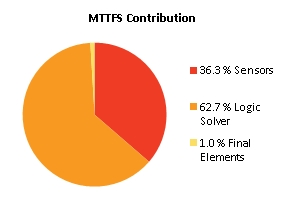 MTTFS Contribution
36.3 % Sensors
62.7 % Logic
Solver
1.0 % Final
Elements